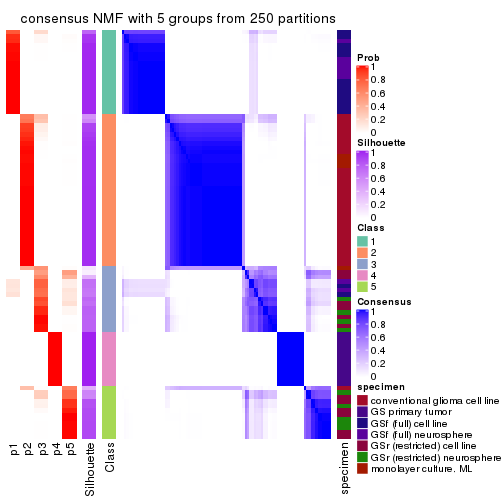 consensus NMF with 5 groups from 250 partitions
Prob
1
0.8
0.6
0.4
0.2
0
Silhouette
1
0.8
0.6
0.4
0.2
0
Class
1
2
3
4
5
Consensus
1
0.8
0.6
0.4
0.2
0
specimen
conventional glioma cell line
GS primary tumor
GSf (full) cell line
GSf (full) neurosphere
GSr (restricted) cell line
GSr (restricted) neurosphere
monolayer culture. ML
p1
p2
p3
p4
p5
Silhouette
Class
specimen